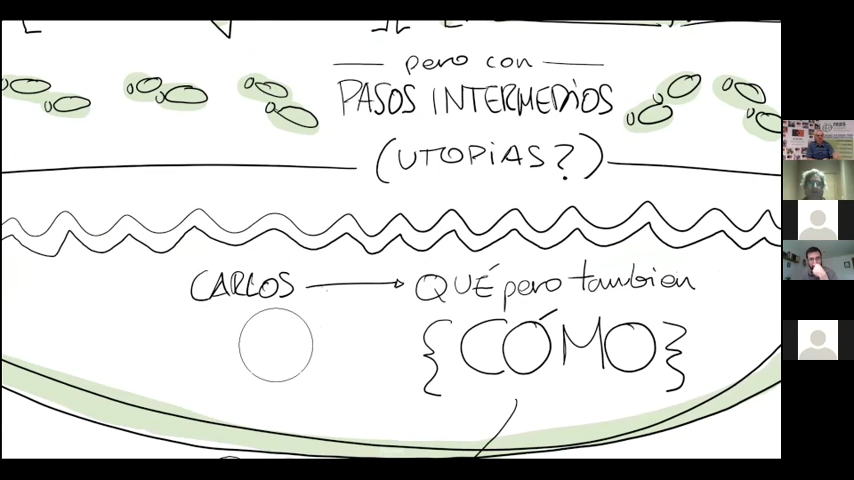 pero con
PASOS INTERMEDIOS
(UTOPIAS?)
CARLOS → QUÉ pero tambien
{CÓMO}